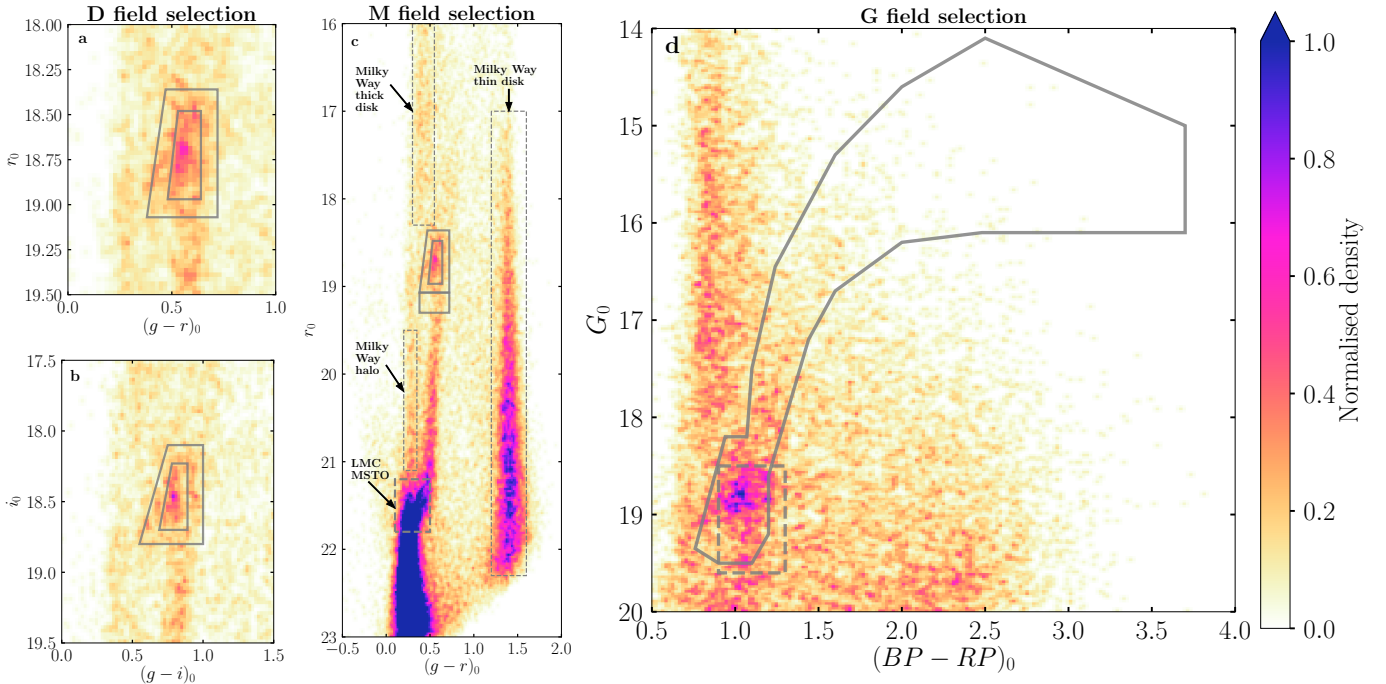 D field selection
a
18.00
18.25
18.50
18.75
19.00
19.25
19.50
r₀
0.0
0.5
1.0
(g − r)₀
b
17.5
18.0
18.5
19.0
19.5
i₀
0.0
0.5
1.0
1.5
(g − i)₀
M field selection
c
16
17
18
19
20
21
22
23
r₀
Milky
Way
thick
disk
Milky Way
thin disk
Milky
Way
halo
LMC
MSTO
−0.5
0.0
0.5
1.0
1.5
2.0
(g − r)₀
G field selection
d
14
15
16
17
18
19
20
G₀
0.5
1.0
1.5
2.0
2.5
3.0
3.5
4.0
(BP − RP)₀
1.0
0.8
0.6
0.4
0.2
0.0
Normalised density